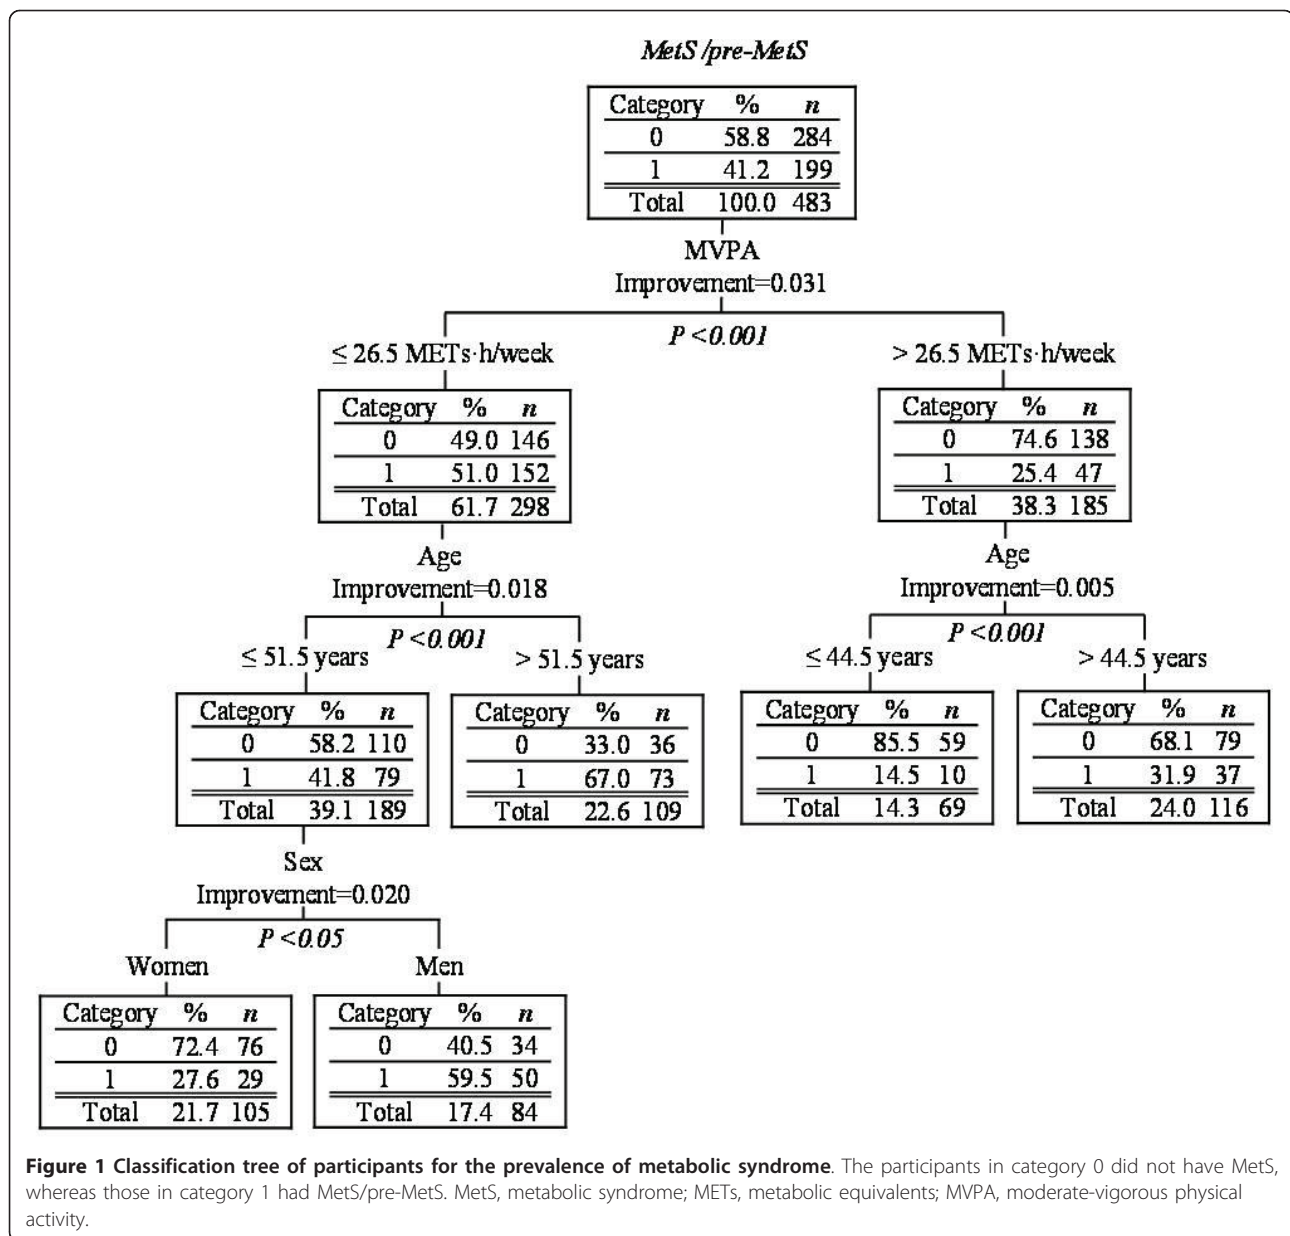 MetS /pre-MetS
Category % n
0 58.8 284
1 41.2 199
Total 100.0 483
MVPA
Improvement=0.031
P <0.001
≤ 26.5 METs·h/week
> 26.5 METs·h/week
Category % n
0 49.0 146
1 51.0 152
Total 61.7 298
Category % n
0 74.6 138
1 25.4 47
Total 38.3 185
Age
Improvement=0.018
P <0.001
Age
Improvement=0.005
P <0.001
≤ 51.5 years
> 51.5 years
≤ 44.5 years
> 44.5 years
Category % n
0 58.2 110
1 41.8 79
Total 39.1 189
Category % n
0 33.0 36
1 67.0 73
Total 22.6 109
Category % n
0 85.5 59
1 14.5 10
Total 14.3 69
Category % n
0 68.1 79
1 31.9 37
Total 24.0 116
Sex
Improvement=0.020
P <0.05
Women
Men
Category % n
0 72.4 76
1 27.6 29
Total 21.7 105
Category % n
0 40.5 34
1 59.5 50
Total 17.4 84
Figure 1 Classification tree of participants for the prevalence of metabolic syndrome. The participants in category 0 did not have MetS,
whereas those in category 1 had MetS/pre-MetS. MetS, metabolic syndrome; METs, metabolic equivalents; MVPA, moderate-vigorous physical
activity.